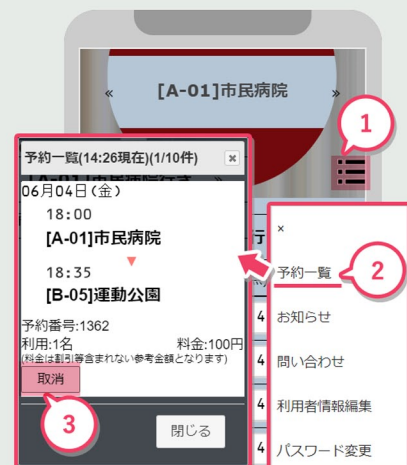 « [A-01]市民病院 »
1
予約一覧(14:26現在)(1/10件) ×
06月04日(金)
18:00
[A-01]市民病院
▼
18:35
[B-05]運動公園
予約番号:1362
利用:1名 料金:100円
(料金は割引等含まれない参考金額となります)
取消
3
閉じる
行
×
予約一覧
2
4 お知らせ
4 問い合わせ
4 利用者情報編集
4 パスワード変更